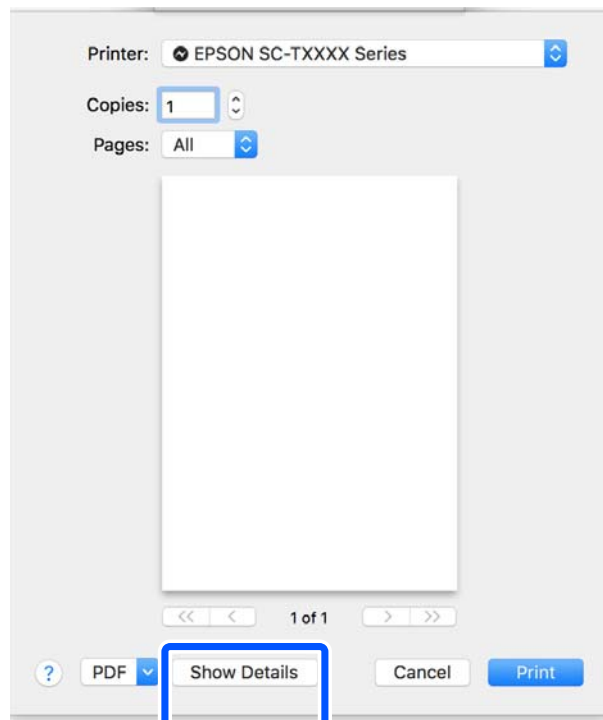 Printer: EPSON SC-TXXXX Series
Copies: 1
Pages: All
<< < 1 of 1 > >>
? PDF Show Details Cancel Print